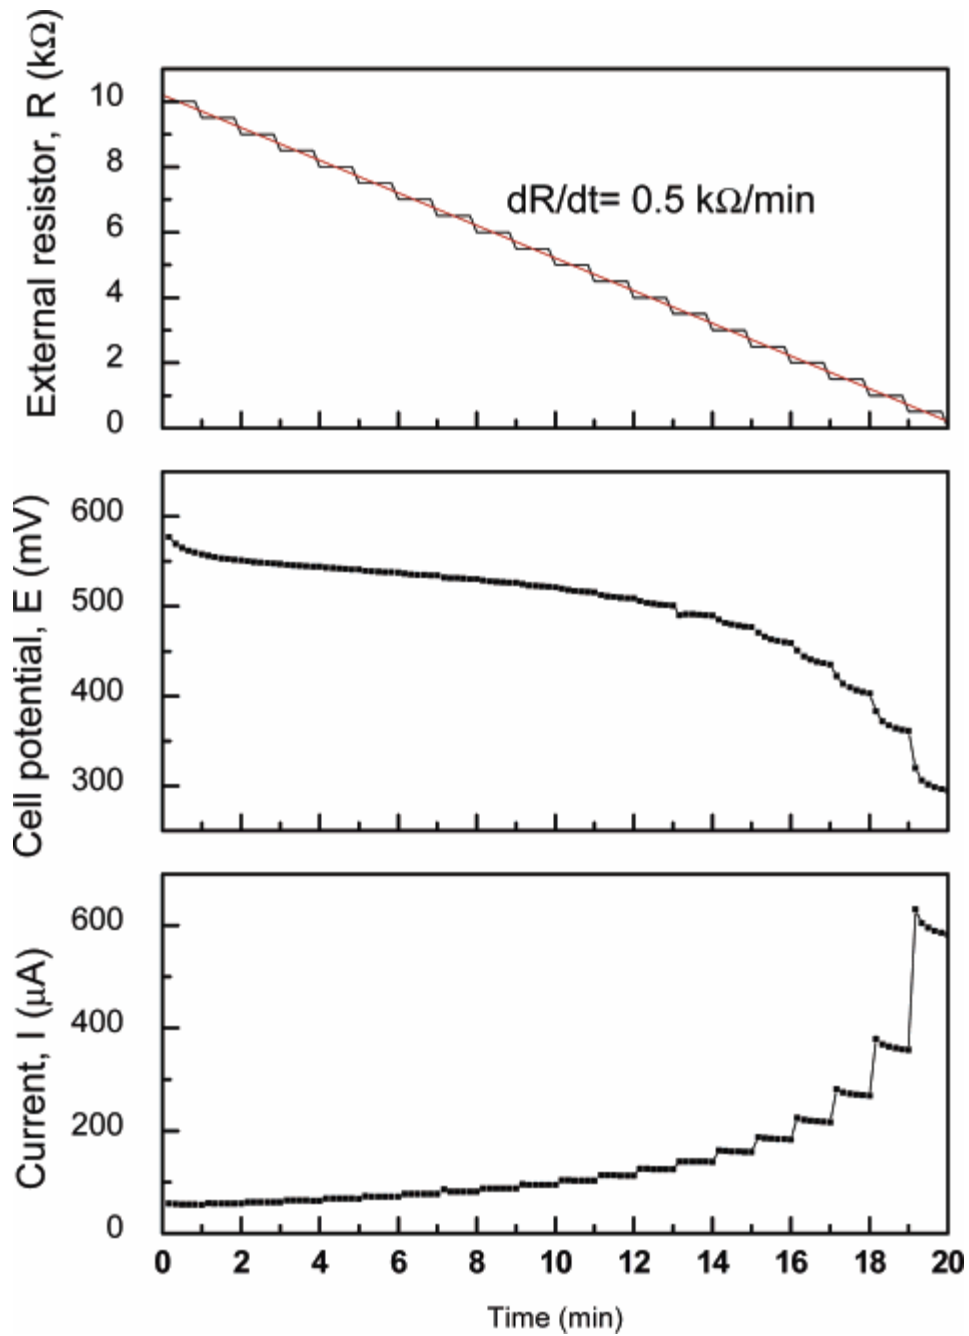 External resistor, R (kΩ)
10
8
6
4
2
0
dR/dt= 0.5 kΩ/min
Cell potential, E (mV)
600
500
400
300
Current, I (μA)
600
400
200
0
0 2 4 6 8 10 12 14 16 18 20
Time (min)